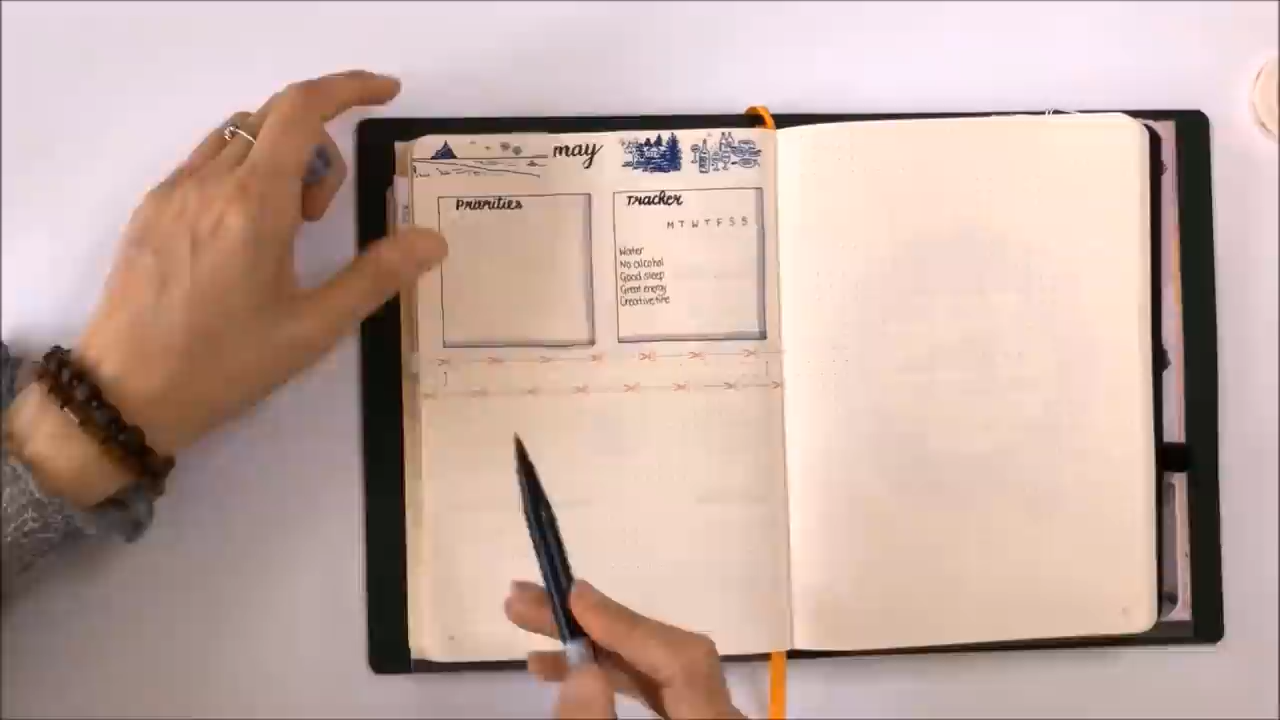 may
Priorities
Tracker
M T W T F S S
Water
No alcohol
Good sleep
Great energy
Creative time